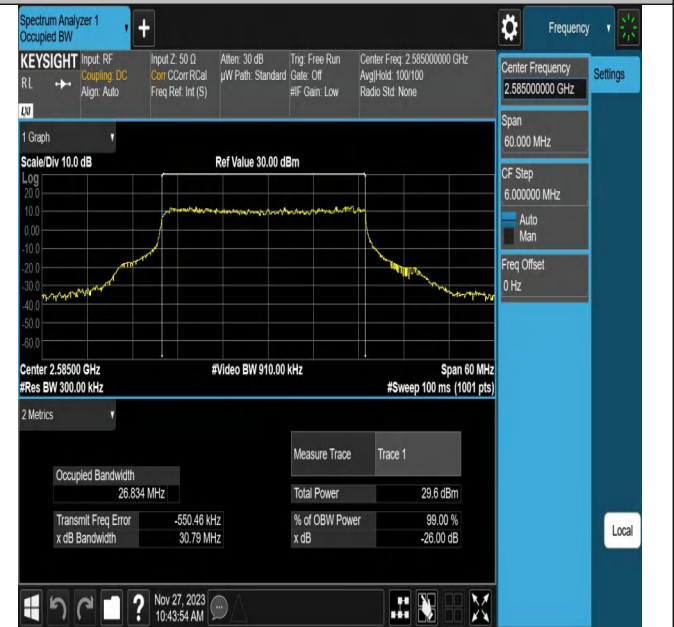 Spectrum Analyzer 1
Occupied BW
Frequency
KEYSIGHT Input: RF Input Z: 50 Ω Atten: 30 dB Trig: Free Run Center Freq: 2.585000000 GHz
RL Coupling: DC Corr CCorr RCal µW Path: Standard Gate: Off Avg|Hold: 100/100
Align: Auto Freq Ref: Int (S) #IF Gain: Low Radio Std: None
LXI
Center Frequency
2.585000000 GHz
Settings
Span
60.000 MHz
CF Step
6.000000 MHz
Auto
Man
Freq Offset
0 Hz
1 Graph
Scale/Div 10.0 dB Ref Value 30.00 dBm
Log
20.0
10.0
0.00
-10.0
-20.0
-30.0
-40.0
-50.0
-60.0
Center 2.58500 GHz #Video BW 910.00 kHz Span 60 MHz
#Res BW 300.00 kHz #Sweep 100 ms (1001 pts)
2 Metrics
Measure Trace Trace 1
Occupied Bandwidth
26.834 MHz Total Power 29.6 dBm
Transmit Freq Error -550.46 kHz % of OBW Power 99.00 %
x dB Bandwidth 30.79 MHz x dB -26.00 dB
Local
? Nov 27, 2023
10:43:54 AM